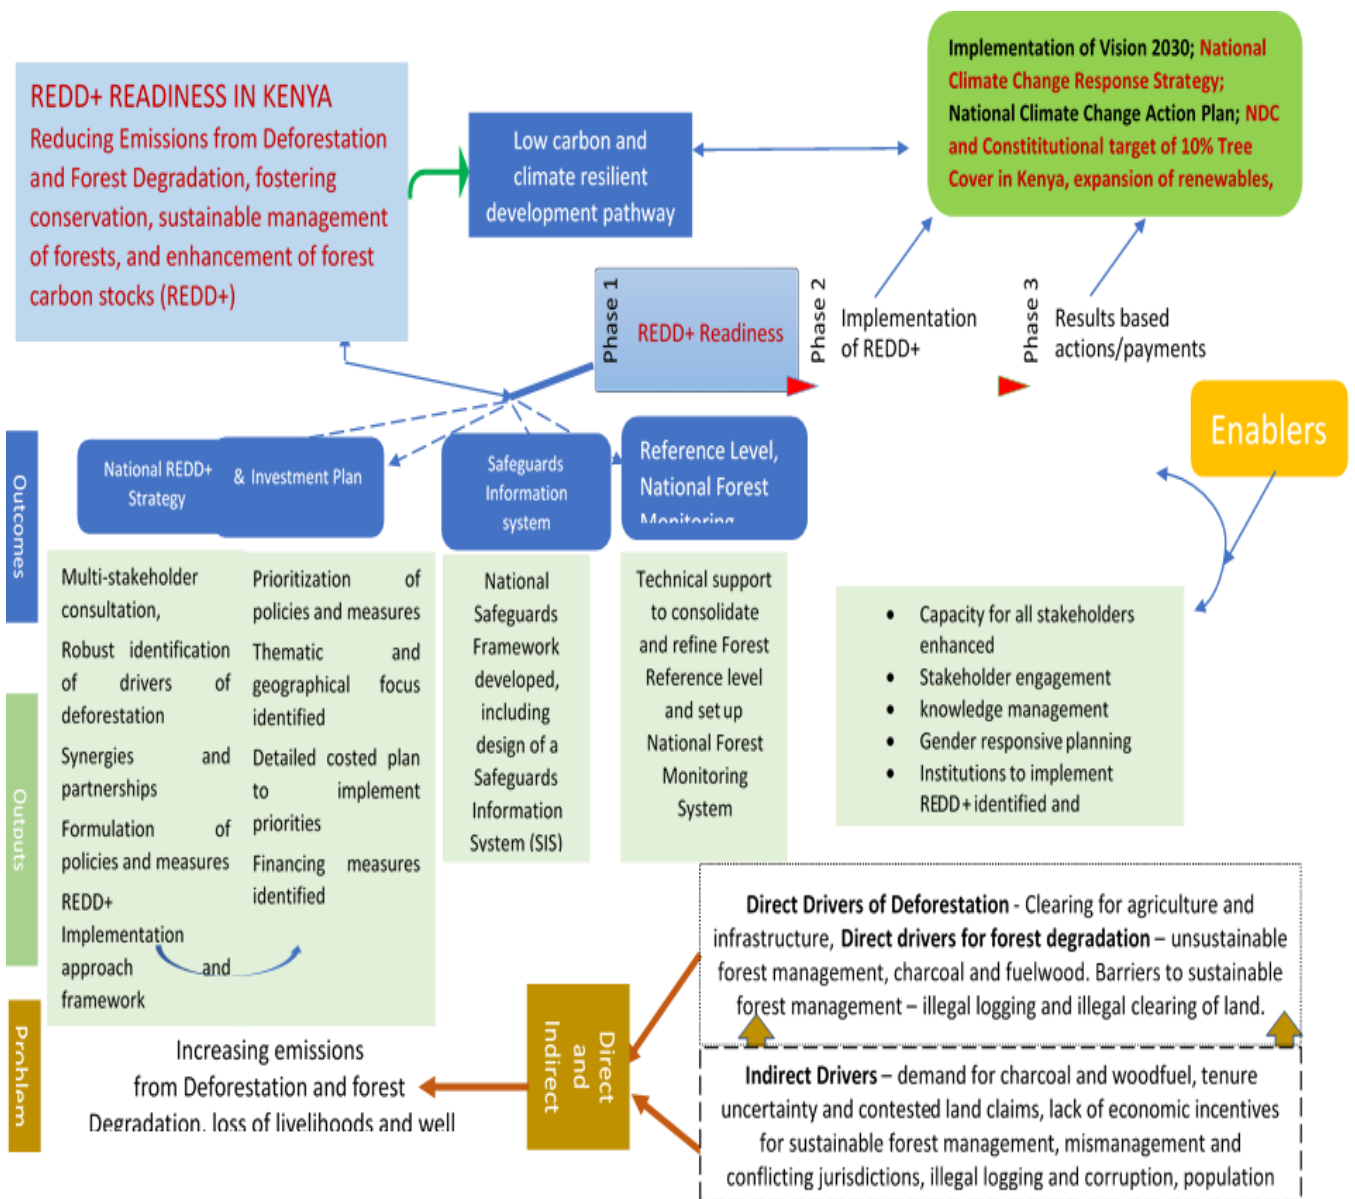 Implementation of Vision 2030; National
Climate Change Response Strategy;
National Climate Change Action Plan; NDC
and Constititutional target of 10% Tree
Cover in Kenya, expansion of renewables,
REDD+ READINESS IN KENYA
Reducing Emissions from Deforestation
and Forest Degradation, fostering
conservation, sustainable management
of forests, and enhancement of forest
carbon stocks (REDD+)
Low carbon and
climate resilient
development pathway
Phase 1
REDD+ Readiness
Phase 2
Implementation
of REDD+
Phase 3
Results based
actions/payments
Enablers
Outcomes
National REDD+
Strategy
& Investment Plan
Safeguards
Information
system
Reference Level,
National Forest
Monitoring
Outputs
Multi-stakeholder
consultation,
Robust identification
of drivers of
deforestation
Synergies and
partnerships
Formulation of
policies and measures
REDD+
Implementation
approach and
framework
Prioritization of
policies and measures
Thematic and
geographical focus
identified
Detailed costed plan
to implement
priorities
Financing measures
identified
National
Safeguards
Framework
developed,
including
design of a
Safeguards
Information
System (SIS)
Technical support
to consolidate
and refine Forest
Reference level
and set up
National Forest
Monitoring
System
• Capacity for all stakeholders
enhanced
• Stakeholder engagement
• knowledge management
• Gender responsive planning
• Institutions to implement
REDD+ identified and
Problem
Increasing emissions
from Deforestation and forest
Degradation, loss of livelihoods and well
Direct
and
Indirect
Direct Drivers of Deforestation - Clearing for agriculture and
infrastructure, Direct drivers for forest degradation – unsustainable
forest management, charcoal and fuelwood. Barriers to sustainable
forest management – illegal logging and illegal clearing of land.
Indirect Drivers – demand for charcoal and woodfuel, tenure
uncertainty and contested land claims, lack of economic incentives
for sustainable forest management, mismanagement and
conflicting jurisdictions, illegal logging and corruption, population